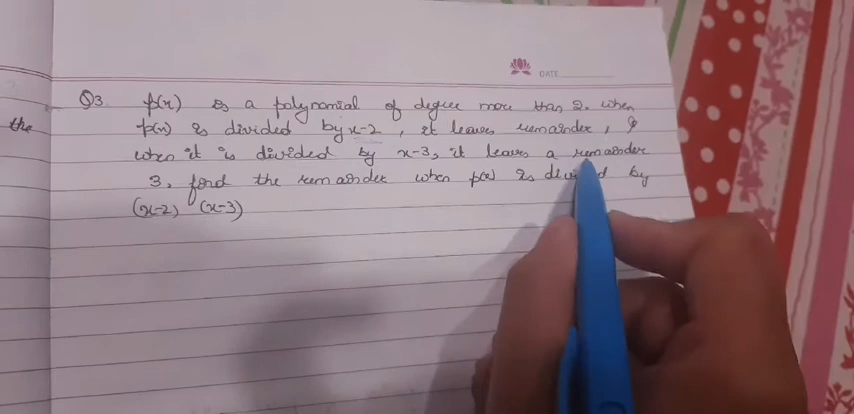 DATE
Q3. p(x) is a polynomial of degree more than 2. when
the p(x) is divided by x-2, it leaves remainder, &
when it is divided by x-3, it leaves a remainder
3, find the remainder when p(x) is divided by
(x-2) (x-3)